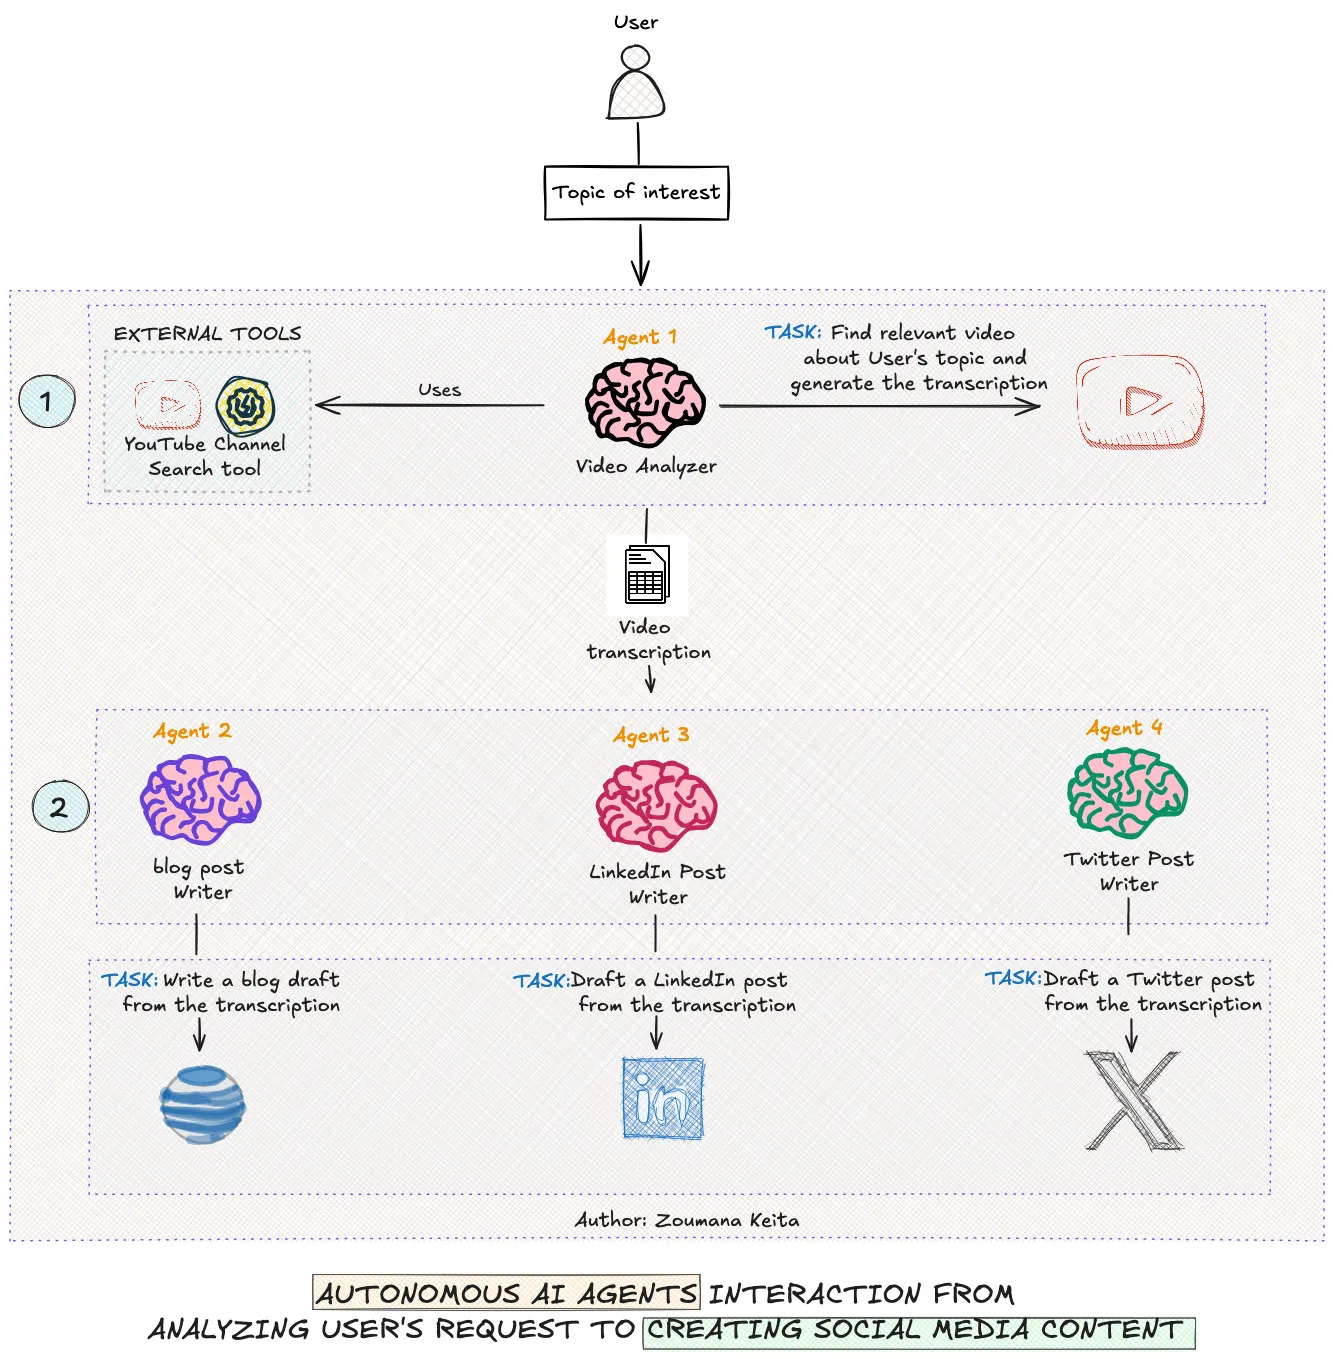 User
Topic of interest
EXTERNAL TOOLS
Agent 1
TASK: Find relevant video
about User's topic and
generate the transcription
1
Uses
YouTube Channel
Search tool
Video Analyzer
Video
transcription
Agent 2
Agent 3
Agent 4
2
blog post
Writer
LinkedIn Post
Writer
Twitter Post
Writer
TASK: Write a blog draft
from the transcription
TASK:Draft a LinkedIn post
from the transcription
TASK:Draft a Twitter post
from the transcription
in
X
Author: Zoumana Keita
AUTONOMOUS AI AGENTS INTERACTION FROM
ANALYZING USER'S REQUEST TO CREATING SOCIAL MEDIA CONTENT